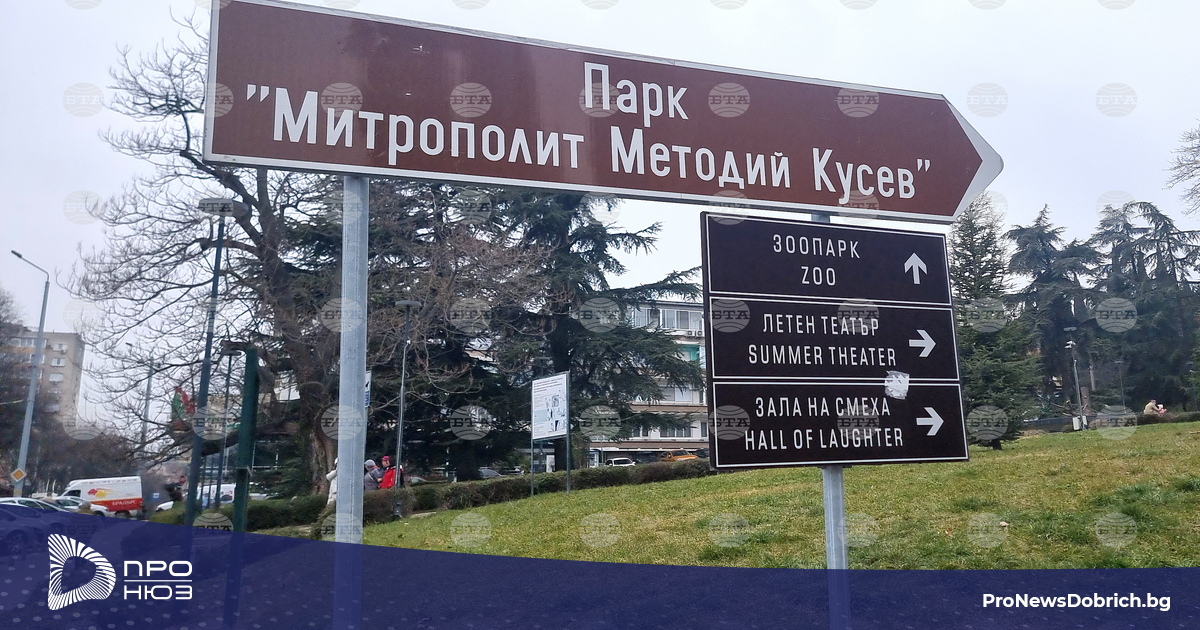 Парк
"Митрополит Методий Кусев"
ЗООПАРК
ZOO
ЛЕТЕН ТЕАТЪР
SUMMER THEATER
ЗАЛА НА СМЕХА
HALL OF LAUGHTER
ПРО
НЮЗ
ProNewsDobrich.bg
БТА